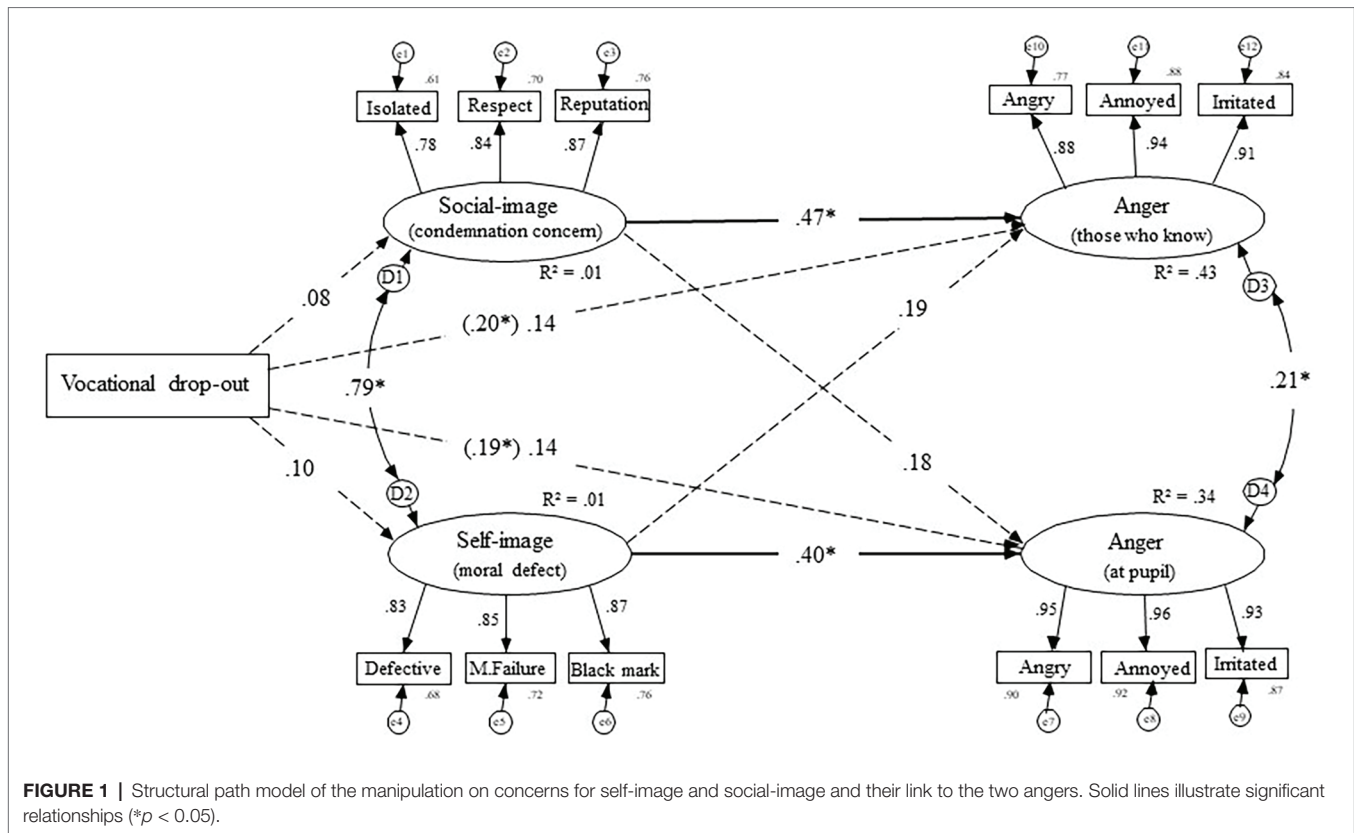 e1 e2 e3 e10 e11 e12
.61 .70 .76 .77 .88 .84
Isolated Respect Reputation Angry Annoyed Irritated
.78 .84 .87 .88 .94 .91
Social-image Anger
(condemnation concern) .47* (those who know)
D1 R² = .01 R² = .43 D3
.08 .19
(.20*) .14
Vocational drop-out .79* .21*
(.19*) .14
.10 .18
D2 R² = .01 R² = .34 D4
Self-image Anger
(moral defect) .40* (at pupil)
.83 .85 .87 .95 .96 .93
Defective M.Failure Black mark Angry Annoyed Irritated
.68 .72 .76 .90 .92 .87
e4 e5 e6 e7 e8 e9
FIGURE 1 | Structural path model of the manipulation on concerns for self-image and social-image and their link to the two angers. Solid lines illustrate significant
relationships (*p < 0.05).